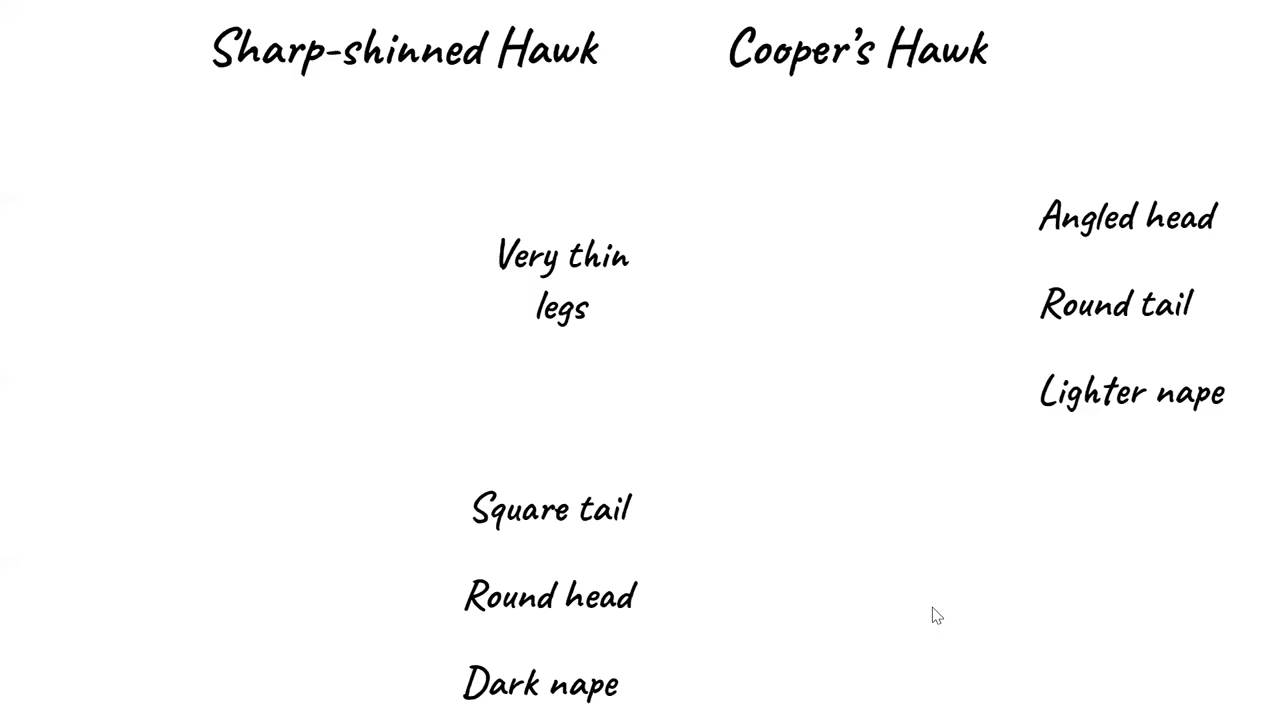 Sharp-shinned Hawk
Cooper's Hawk
Very thin
legs
Square tail
Round head
Dark nape
Angled head
Round tail
Lighter nape